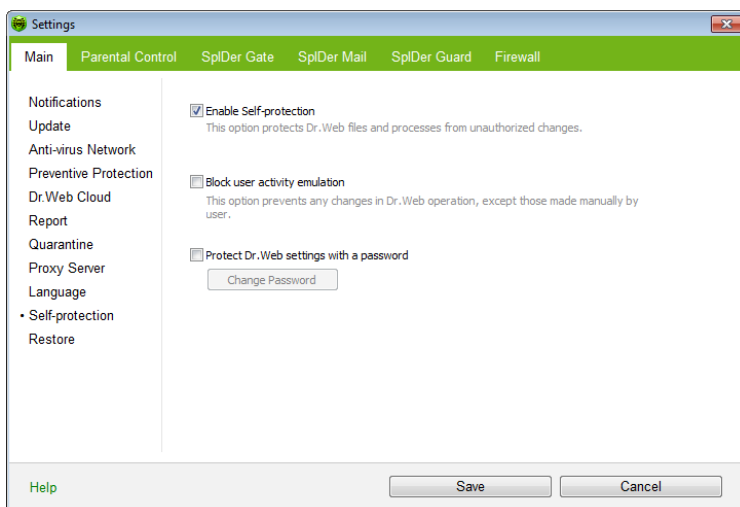 Settings
Main Parental Control SpIDer Gate SpIDer Mail SpIDer Guard Firewall
Notifications
Update
Anti-virus Network
Preventive Protection
Dr.Web Cloud
Report
Quarantine
Proxy Server
Language
• Self-protection
Restore
Enable Self-protection
This option protects Dr.Web files and processes from unauthorized changes.
Block user activity emulation
This option prevents any changes in Dr.Web operation, except those made manually by
user.
Protect Dr.Web settings with a password
Change Password
Help Save Cancel